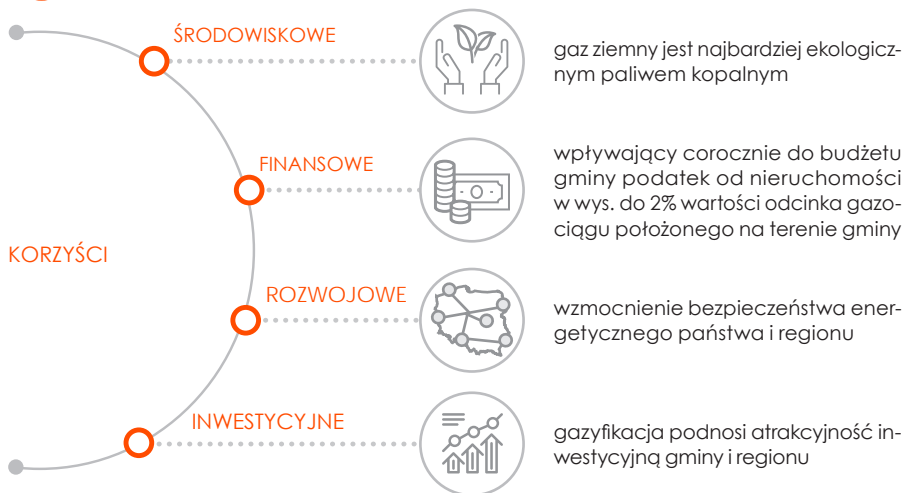 ŚRODOWISKOWE
gaz ziemny jest najbardziej ekologicz-
nym paliwem kopalnym
FINANSOWE
wpływający corocznie do budżetu
gminy podatek od nieruchomości
w wys. do 2% wartości odcinka gazo-
ciągu położonego na terenie gminy
KORZYŚCI
ROZWOJOWE
wzmocnienie bezpieczeństwa ener-
getycznego państwa i regionu
INWESTYCYJNE
gazyfikacja podnosi atrakcyjność in-
westycyjną gminy i regionu